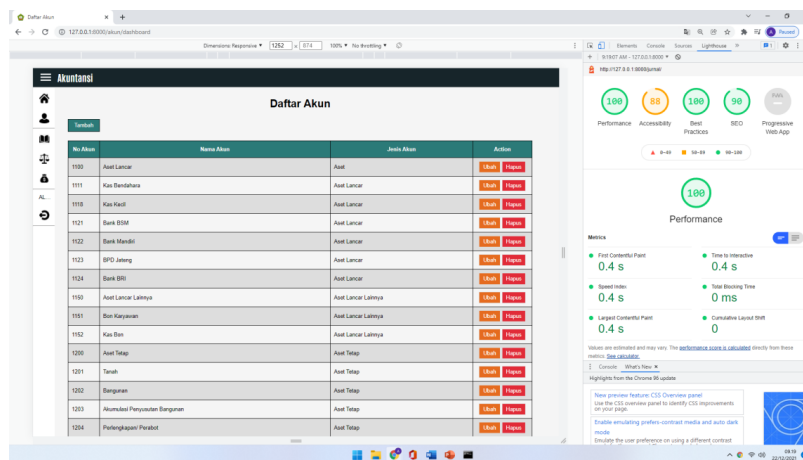 Daftar Akun
127.0.0.1:8000/akun/dashboard
Paused
Dimensions: Responsive 1252 x 674 100% No throttling
Elements Console Sources Lighthouse
1
9:19:07 AM - 127.0.0.1:8000
http://127.0.0.1:8000/jurnal/
Akuntansi
Daftar Akun
Tambah
No Akun Nama Akun Jenis Akun Action
1100 Aset Lancar Aset Ubah Hapus
1111 Kas Bendahara Aset Lancar Ubah Hapus
1118 Kas Kecil Aset Lancar Ubah Hapus
1121 Bank BSM Aset Lancar Ubah Hapus
1122 Bank Mandiri Aset Lancar Ubah Hapus
1123 BPD Jateng Aset Lancar Ubah Hapus
1124 Bank BRI Aset Lancar Ubah Hapus
1150 Aset Lancar Lainnya Aset Lancar Lainnya Ubah Hapus
1151 Bon Karyawan Aset Lancar Lainnya Ubah Hapus
1152 Kas Bon Aset Lancar Lainnya Ubah Hapus
1200 Aset Tetap Aset Tetap Ubah Hapus
1201 Tanah Aset Tetap Ubah Hapus
1202 Bangunan Aset Tetap Ubah Hapus
1203 Akumulasi Penyusutan Bangunan Aset Tetap Ubah Hapus
1204 Perlengkapan/ Perabot Aset Tetap Ubah Hapus
AL...
100 88 100 90
Performance Accessibility Best Practices SEO Progressive Web App
0-49 50-89 90-100
100
Performance
Metrics
First Contentful Paint Time to Interactive
0.4 s 0.4 s
Speed Index Total Blocking Time
0.4 s 0 ms
Largest Contentful Paint Cumulative Layout Shift
0.4 s 0
Values are estimated and may vary. The performance score is calculated directly from these
metrics. See calculator.
Console What's New
Highlights from the Chrome 96 update
New preview feature: CSS Overview panel
Use the CSS overview panel to identify CSS improvements
on your page.
Enable emulating prefers-contrast media and auto dark
mode
Emulate the user preference on using a different contrast
09:19
22/12/2021